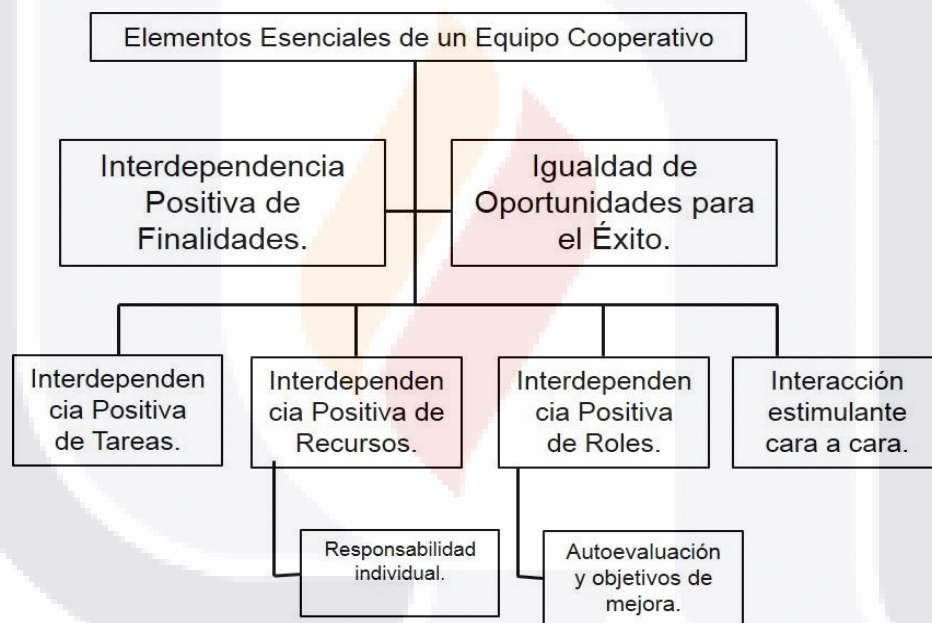 Elementos Esenciales de un Equipo Cooperativo
Interdependencia
Positiva de
Finalidades.
Igualdad de
Oportunidades para
el Éxito.
Interdependen
cia Positiva
de Tareas.
Interdependen
cia Positiva de
Recursos.
Interdependen
cia Positiva
de Roles.
Interacción
estimulante
cara a cara.
Responsabilidad
individual.
Autoevaluación
y objetivos de
mejora.